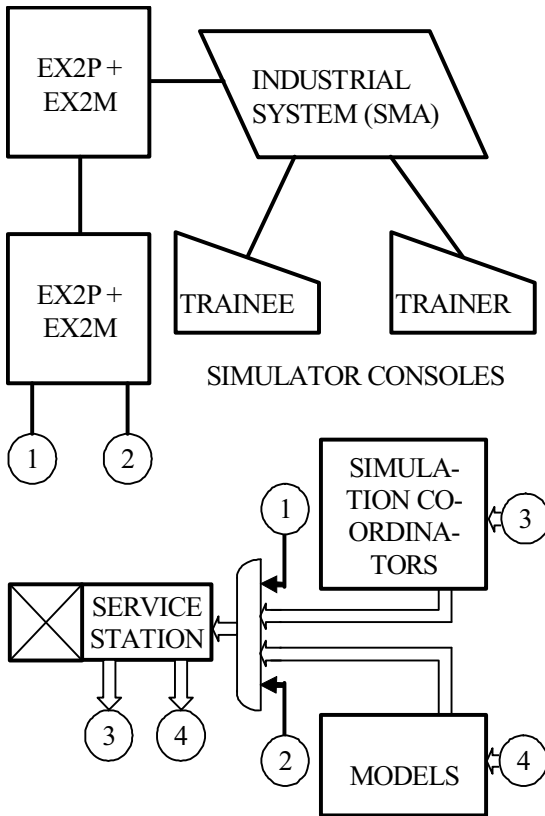 EX2P +
EX2M
INDUSTRIAL
SYSTEM (SMA)
EX2P +
EX2M
TRAINEE
TRAINER
SIMULATOR CONSOLES
1
2
SIMULA-
TION CO-
ORDINA-
TORS
1
3
SERVICE
STATION
3
4
2
MODELS
4